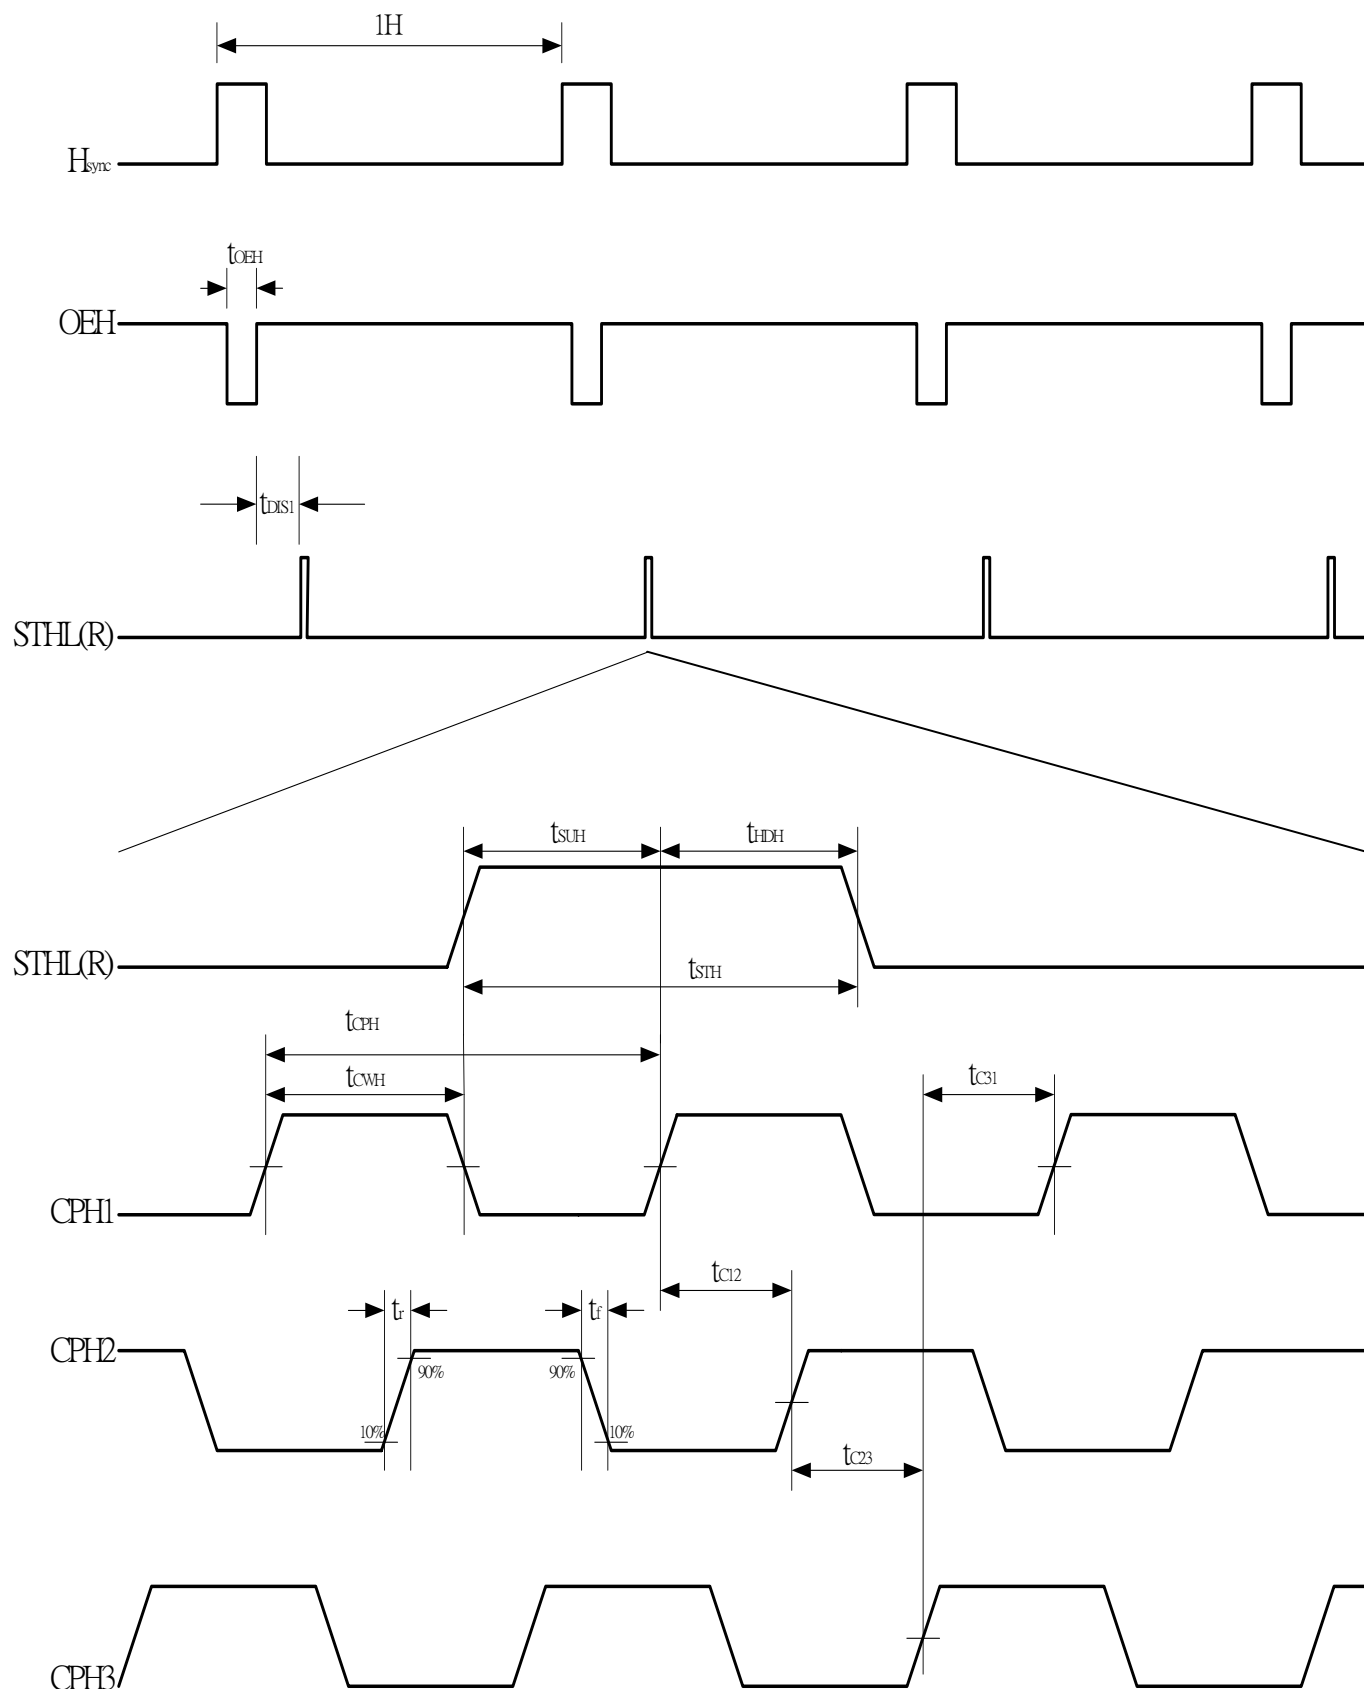 1H
Hsync
tOEH
OEH
tDIS1
STHL(R)
tSUH
tHDH
STHL(R)
tSTH
tCPH
tCWH
tC31
CPH1
tC12
tr
tf
CPH2
90%
90%
10%
10%
tC23
CPH3